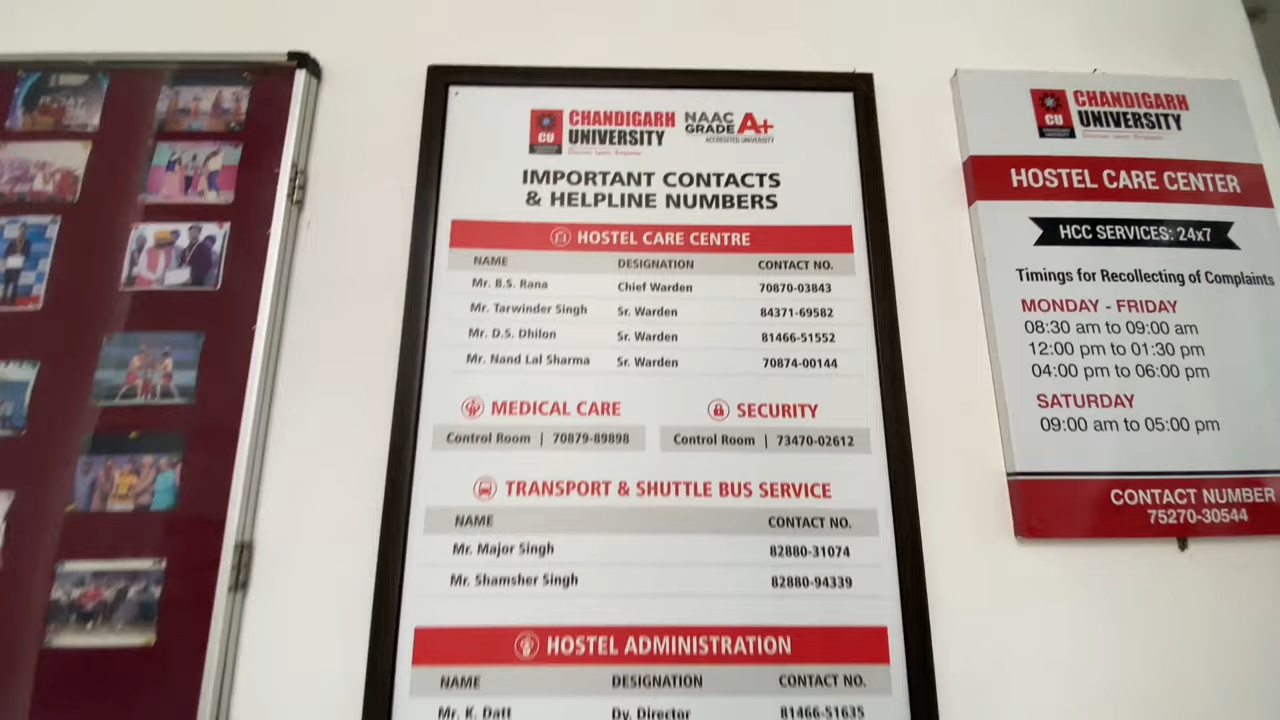 CHANDIGARH
UNIVERSITY
CU
NAAC
GRADE A+
ACCREDITED UNIVERSITY
IMPORTANT CONTACTS
& HELPLINE NUMBERS
HOSTEL CARE CENTRE
NAME DESIGNATION CONTACT NO.
Mr. B.S. Rana Chief Warden 70870-03843
Mr. Tarwinder Singh Sr. Warden 84371-69582
Mr. D.S. Dhilon Sr. Warden 81466-51552
Mr. Nand Lal Sharma Sr. Warden 70874-00144
MEDICAL CARE
Control Room | 70879-89898
SECURITY
Control Room | 73470-02612
TRANSPORT & SHUTTLE BUS SERVICE
NAME CONTACT NO.
Mr. Major Singh 82880-31074
Mr. Shamsher Singh 82880-94339
HOSTEL ADMINISTRATION
NAME DESIGNATION CONTACT NO.
Mr. K. Datt Dy. Director 81466-51635
CU
CHANDIGARH
UNIVERSITY
HOSTEL CARE CENTER
HCC SERVICES: 24x7
Timings for Recollecting of Complaints
MONDAY - FRIDAY
08:30 am to 09:00 am
12:00 pm to 01:30 pm
04:00 pm to 06:00 pm
SATURDAY
09:00 am to 05:00 pm
CONTACT NUMBER
75270-30544